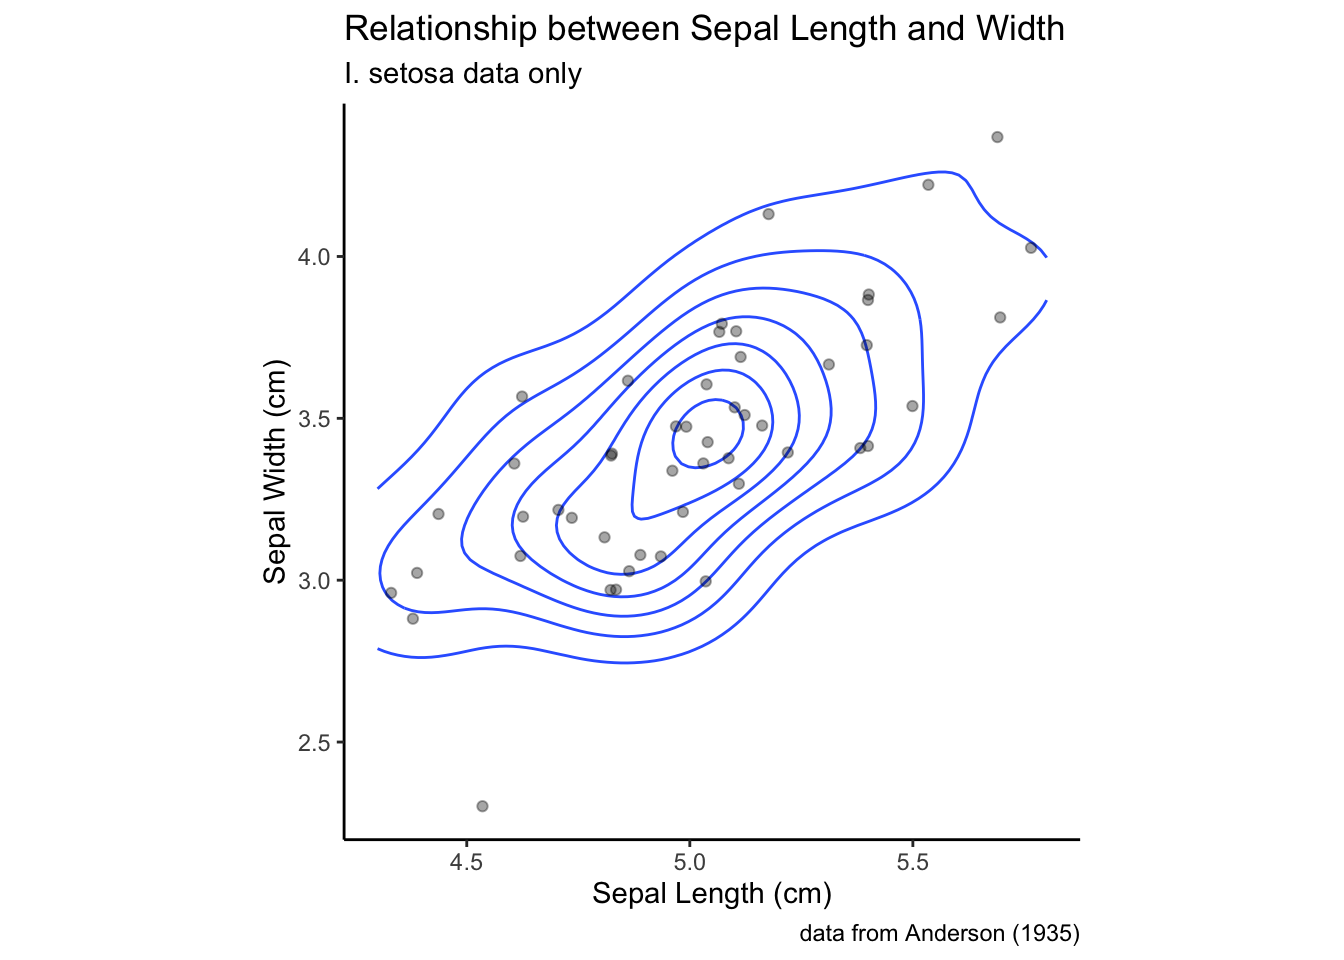 Relationship between Sepal Length and Width
I. setosa data only
4.0
3.5
3.0
2.5
Sepal Width (cm)
4.5
5.0
5.5
Sepal Length (cm)
data from Anderson (1935)